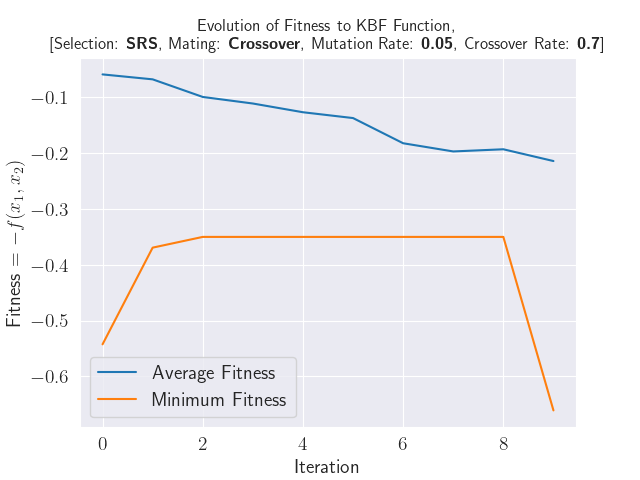 Evolution of Fitness to KBF Function,
[Selection: SRS, Mating: Crossover, Mutation Rate: 0.05, Crossover Rate: 0.7]
−0.1
−0.2
−0.3
−0.4
−0.5
−0.6
Fitness = −f(x₁, x₂)
Average Fitness
Minimum Fitness
0 2 4 6 8
Iteration